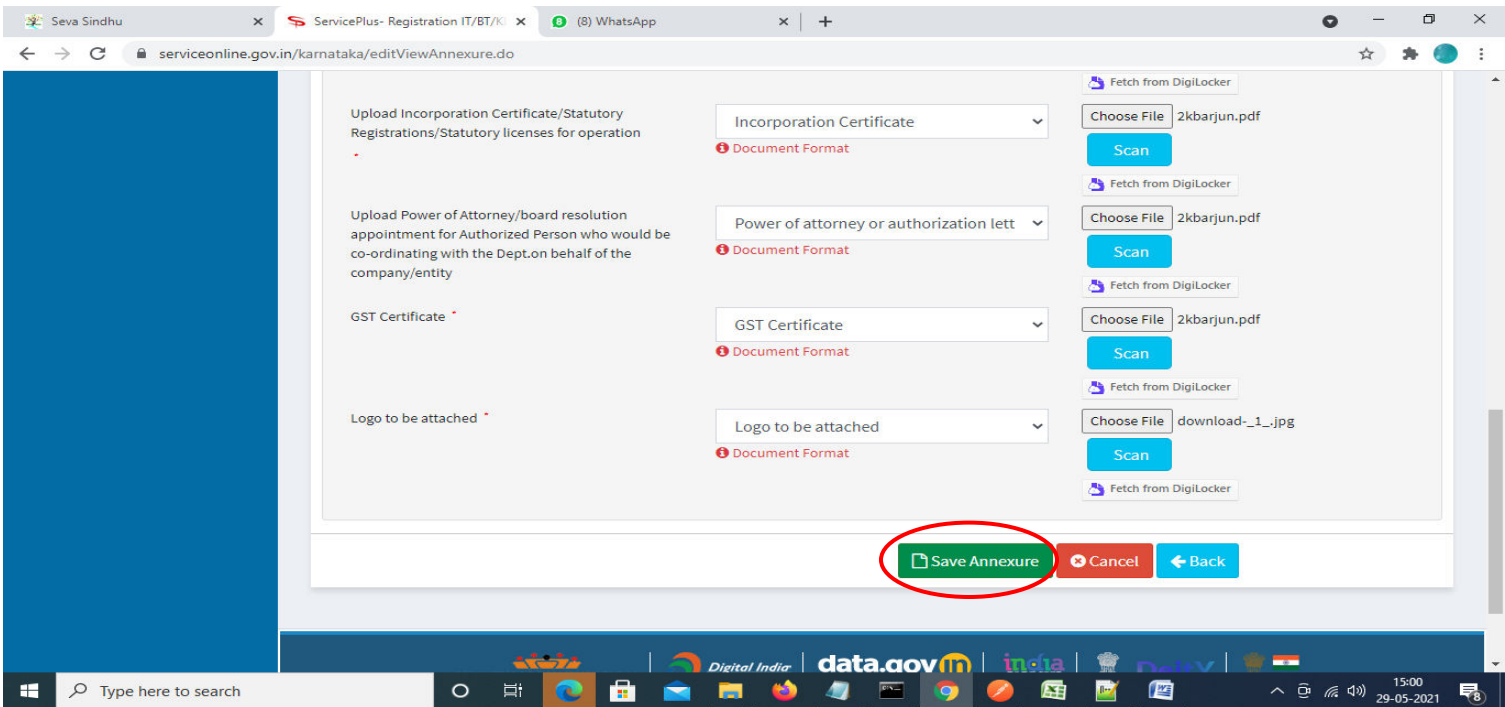 Seva Sindhu
ServicePlus- Registration IT/BT/K
8 (8) WhatsApp
serviceonline.gov.in/karnataka/editViewAnnexure.do
Fetch from DigiLocker
Upload Incorporation Certificate/Statutory
Registrations/Statutory licenses for operation
*
Incorporation Certificate
Document Format
Choose File 2kbarjun.pdf
Scan
Fetch from DigiLocker
Upload Power of Attorney/board resolution
appointment for Authorized Person who would be
co-ordinating with the Dept.on behalf of the
company/entity
Power of attorney or authorization lett
Document Format
Choose File 2kbarjun.pdf
Scan
Fetch from DigiLocker
GST Certificate *
GST Certificate
Document Format
Choose File 2kbarjun.pdf
Scan
Fetch from DigiLocker
Logo to be attached *
Logo to be attached
Document Format
Choose File download-_1_.jpg
Scan
Fetch from DigiLocker
Save Annexure
Cancel
Back
Digital India
data.gov
india
Type here to search
15:00
29-05-2021
8